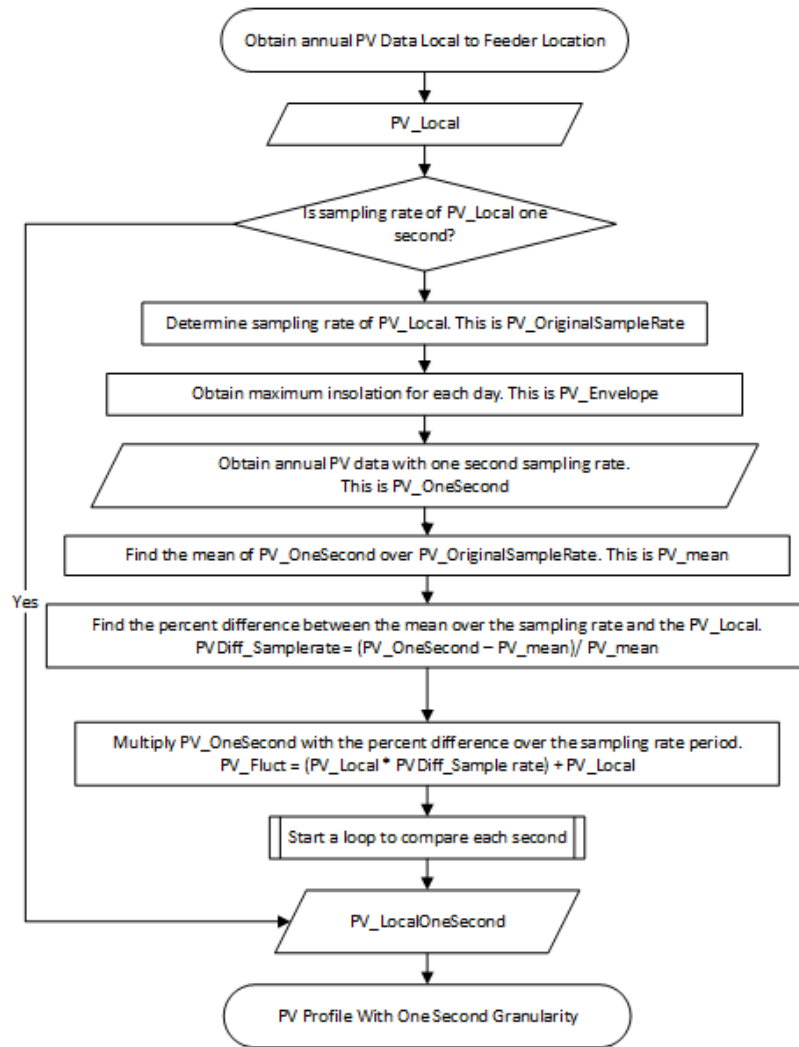 Obtain annual PV Data Local to Feeder Location
PV_Local
Is sampling rate of PV_Local one
second?
Determine sampling rate of PV_Local. This is PV_OriginalSampleRate
Obtain maximum insolation for each day. This is PV_Envelope
Obtain annual PV data with one second sampling rate.
This is PV_OneSecond
Find the mean of PV_OneSecond over PV_OriginalSampleRate. This is PV_mean
Yes
Find the percent difference between the mean over the sampling rate and the PV_Local.
PVDiff_Samplerate = (PV_OneSecond – PV_mean)/ PV_mean
Multiply PV_OneSecond with the percent difference over the sampling rate period.
PV_Fluct = (PV_Local * PVDiff_Sample rate) + PV_Local
Start a loop to compare each second
PV_LocalOneSecond
PV Profile With One Second Granularity